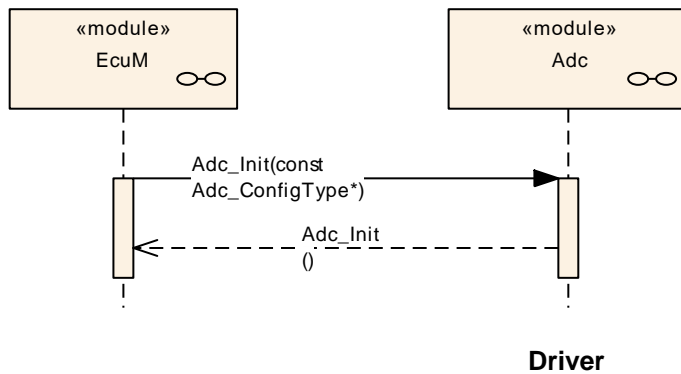 «module»
EcuM
«module»
Adc
Adc_Init(const
Adc_ConfigType*)
Adc_Init
()
Driver